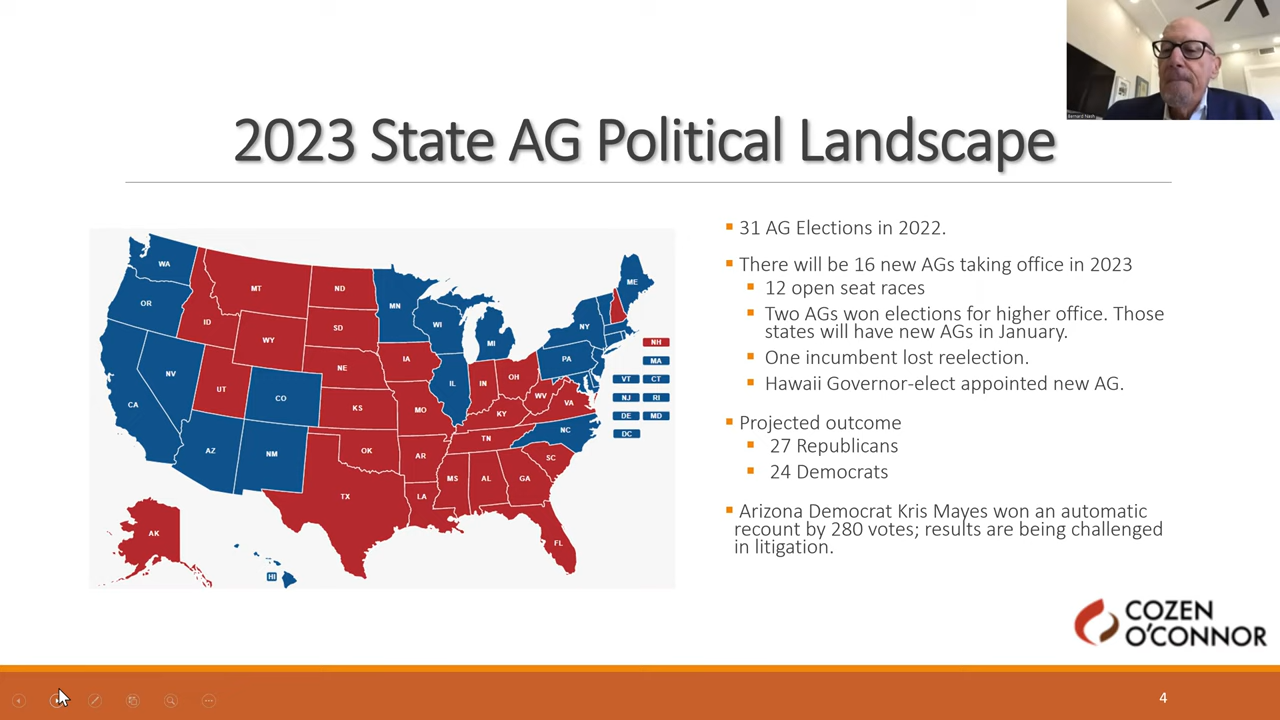 Bernard Nash
2023 State AG Political Landscape
31 AG Elections in 2022.
There will be 16 new AGs taking office in 2023
12 open seat races
Two AGs won elections for higher office. Those
states will have new AGs in January.
One incumbent lost reelection.
Hawaii Governor-elect appointed new AG.
Projected outcome
27 Republicans
24 Democrats
Arizona Democrat Kris Mayes won an automatic
recount by 280 votes; results are being challenged
in litigation.
WA
OR
CA
NV
ID
MT
WY
UT
AZ
CO
NM
ND
SD
NE
KS
OK
TX
MN
IA
MO
AR
LA
WI
IL
MI
IN
OH
KY
TN
MS
AL
GA
FL
SC
NC
VA
WV
PA
NY
ME
NH
MA
VT CT
NJ RI
DE MD
DC
AK
HI
COZEN
O'CONNOR
4